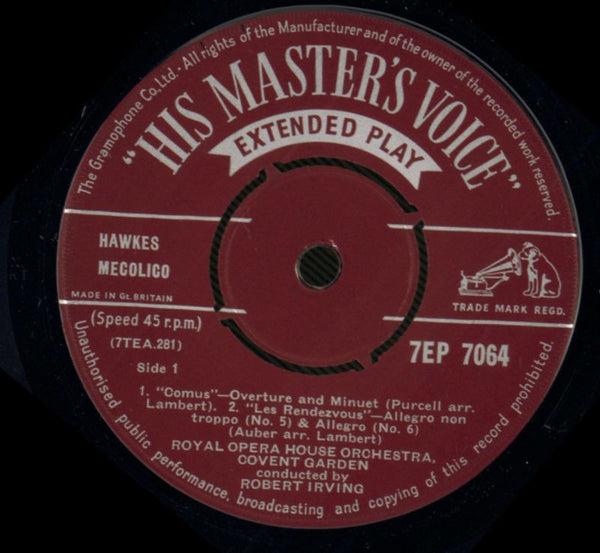 The Gramophone Co. Ltd. · All rights of the Manufacturer and of the owner of the recorded work reserved.
"HIS MASTER'S VOICE"
EXTENDED PLAY
HAWKES
MECOLICO
MADE IN Gt. BRITAIN
TRADE MARK REGD.
(Speed 45 r.p.m.)
(7TEA.281)
7EP 7064
Side 1
1. "Comus"—Overture and Minuet (Purcell arr.
Lambert). 2. "Les Rendezvous"—Allegro non
troppo (No. 5) & Allegro (No. 6)
(Auber arr. Lambert)
ROYAL OPERA HOUSE ORCHESTRA,
COVENT GARDEN
conducted by
ROBERT IRVING
Unauthorised public performance, broadcasting and copying of this record prohibited.